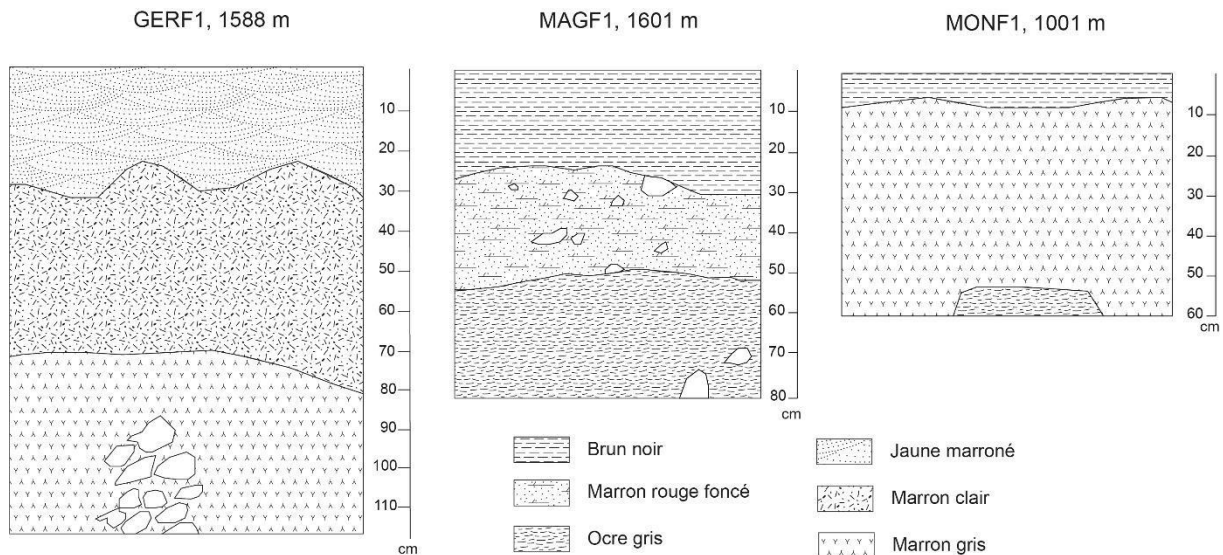 GERF1, 1588 m
10
20
30
40
50
60
70
80
90
100
110
cm
MAGF1, 1601 m
10
20
30
40
50
60
70
80
cm
MONF1, 1001 m
10
20
30
40
50
60
cm
Brun noir
Marron rouge foncé
Ocre gris
Jaune marroné
Marron clair
Marron gris